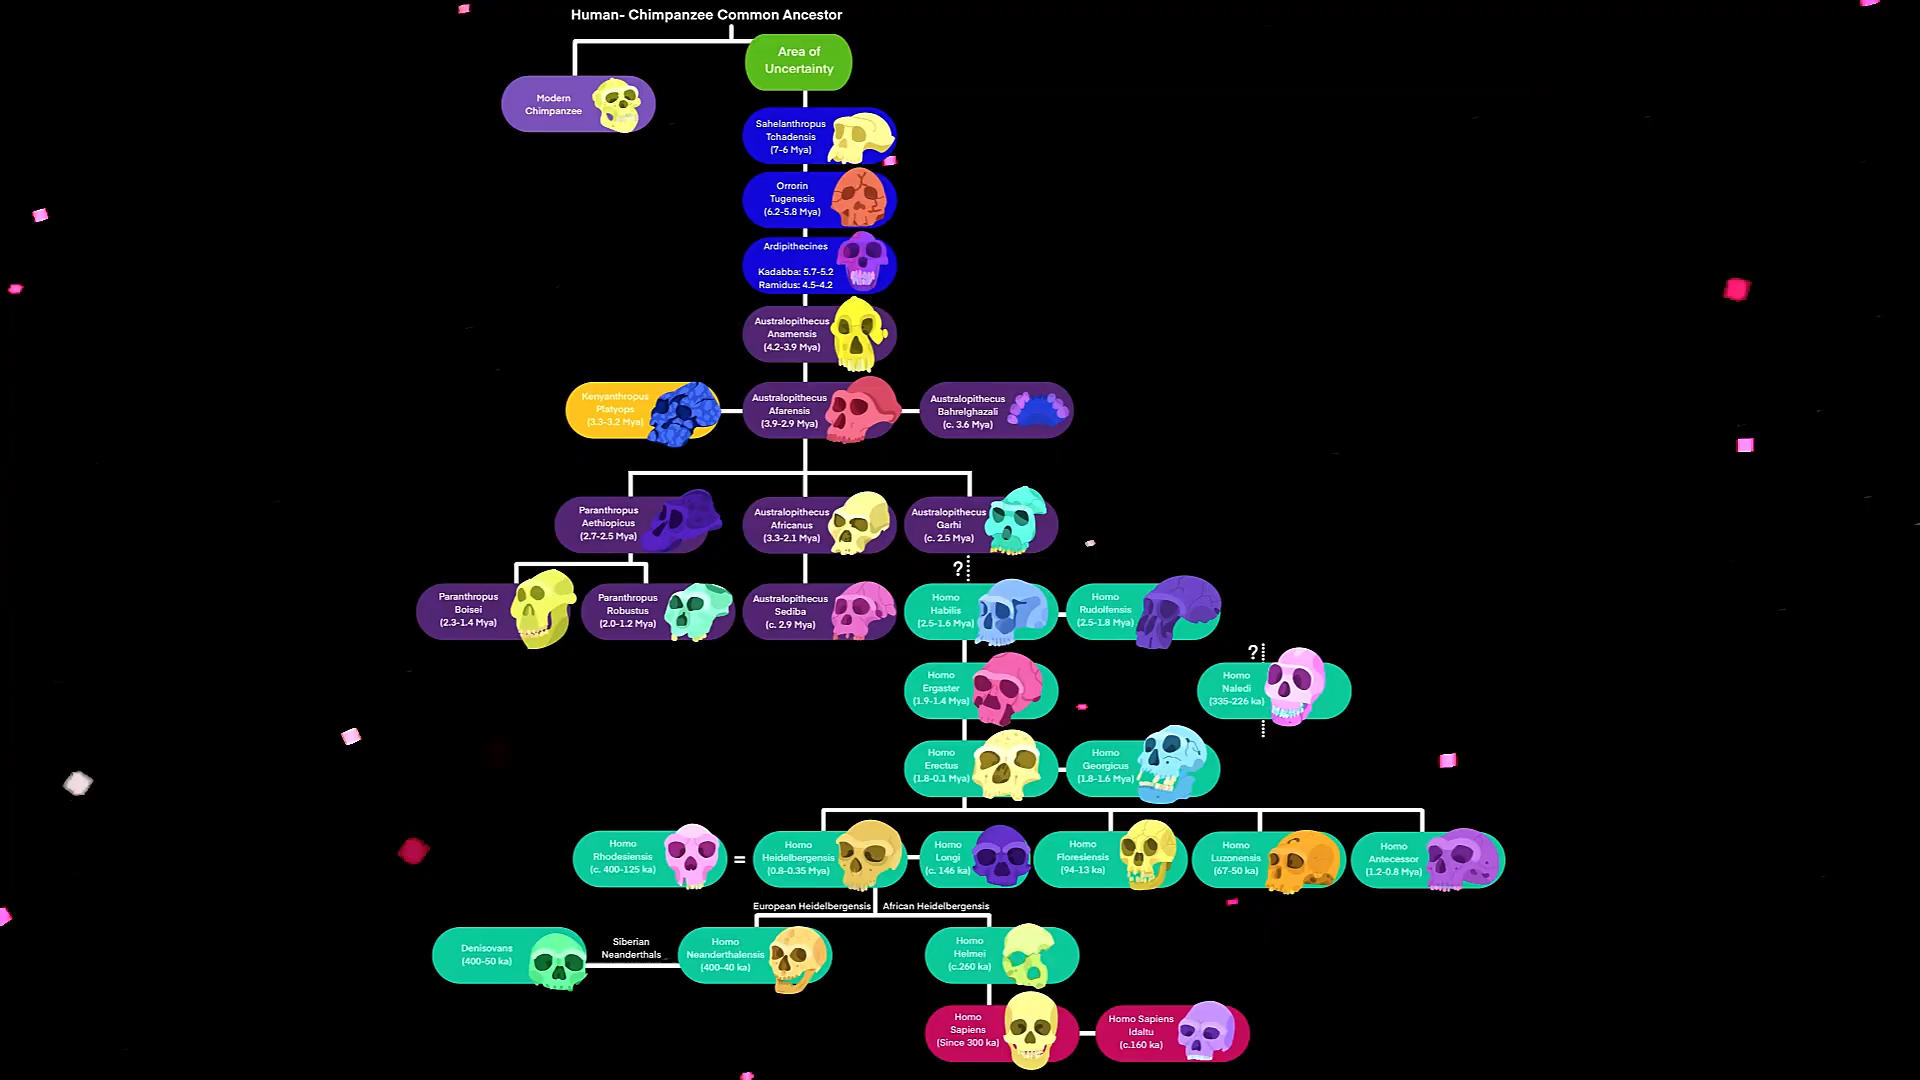 Human- Chimpanzee Common Ancestor
Area of
Uncertainty
Modern
Chimpanzee
Sahelanthropus
Tchadensis
(7-6 Mya)
Orrorin
Tugenesis
(6.2-5.8 Mya)
Ardipithecines
Kadabba: 5.7-5.2
Ramidus: 4.5-4.2
Australopithecus
Anamensis
(4.2-3.9 Mya)
Kenyanthropus
Platyops
(3.3-3.2 Mya)
Australopithecus
Afarensis
(3.9-2.9 Mya)
Australopithecus
Bahrelghazali
(c. 3.6 Mya)
Paranthropus
Aethiopicus
(2.7-2.5 Mya)
Australopithecus
Africanus
(3.3-2.1 Mya)
Australopithecus
Garhi
(c. 2.5 Mya)
?
Paranthropus
Boisei
(2.3-1.4 Mya)
Paranthropus
Robustus
(2.0-1.2 Mya)
Australopithecus
Sediba
(c. 2.9 Mya)
Homo
Habilis
(2.5-1.6 Mya)
Homo
Rudolfensis
(2.5-1.8 Mya)
?
Homo
Ergaster
(1.9-1.4 Mya)
Homo
Naledi
(335-226 ka)
Homo
Erectus
(1.8-0.1 Mya)
Homo
Georgicus
(1.8-1.6 Mya)
Homo
Rhodesiensis
(c. 400-125 ka)
=
Homo
Heidelbergensis
(0.8-0.35 Mya)
Homo
Longi
(c. 146 ka)
Homo
Floresiensis
(94-13 ka)
Homo
Luzonensis
(67-50 ka)
Homo
Antecessor
(1.2-0.8 Mya)
European Heidelbergensis
African Heidelbergensis
Denisovans
(400-50 ka)
Siberian
Neanderthals
Homo
Neanderthalensis
(400-40 ka)
Homo
Helmei
(c.260 ka)
Homo
Sapiens
(Since 300 ka)
Homo Sapiens
Idaltu
(c.160 ka)